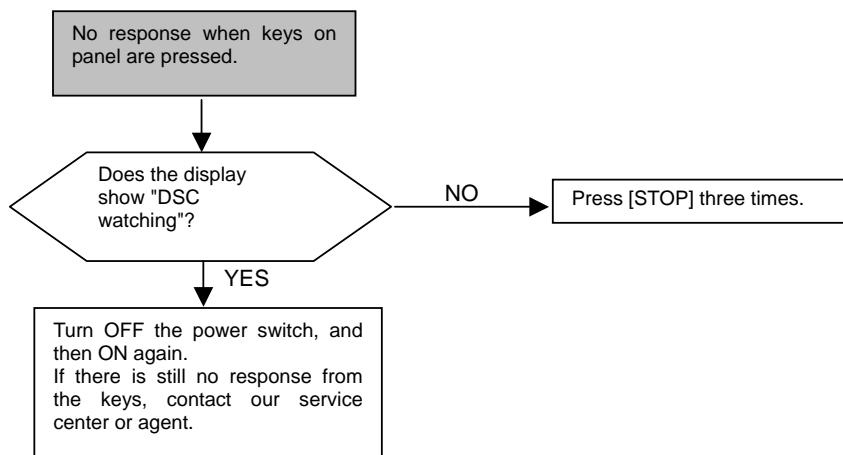 No response when keys on
panel are pressed.
Does the display
show "DSC
watching"?
NO
Press [STOP] three times.
YES
Turn OFF the power switch, and
then ON again.
If there is still no response from
the keys, contact our service
center or agent.